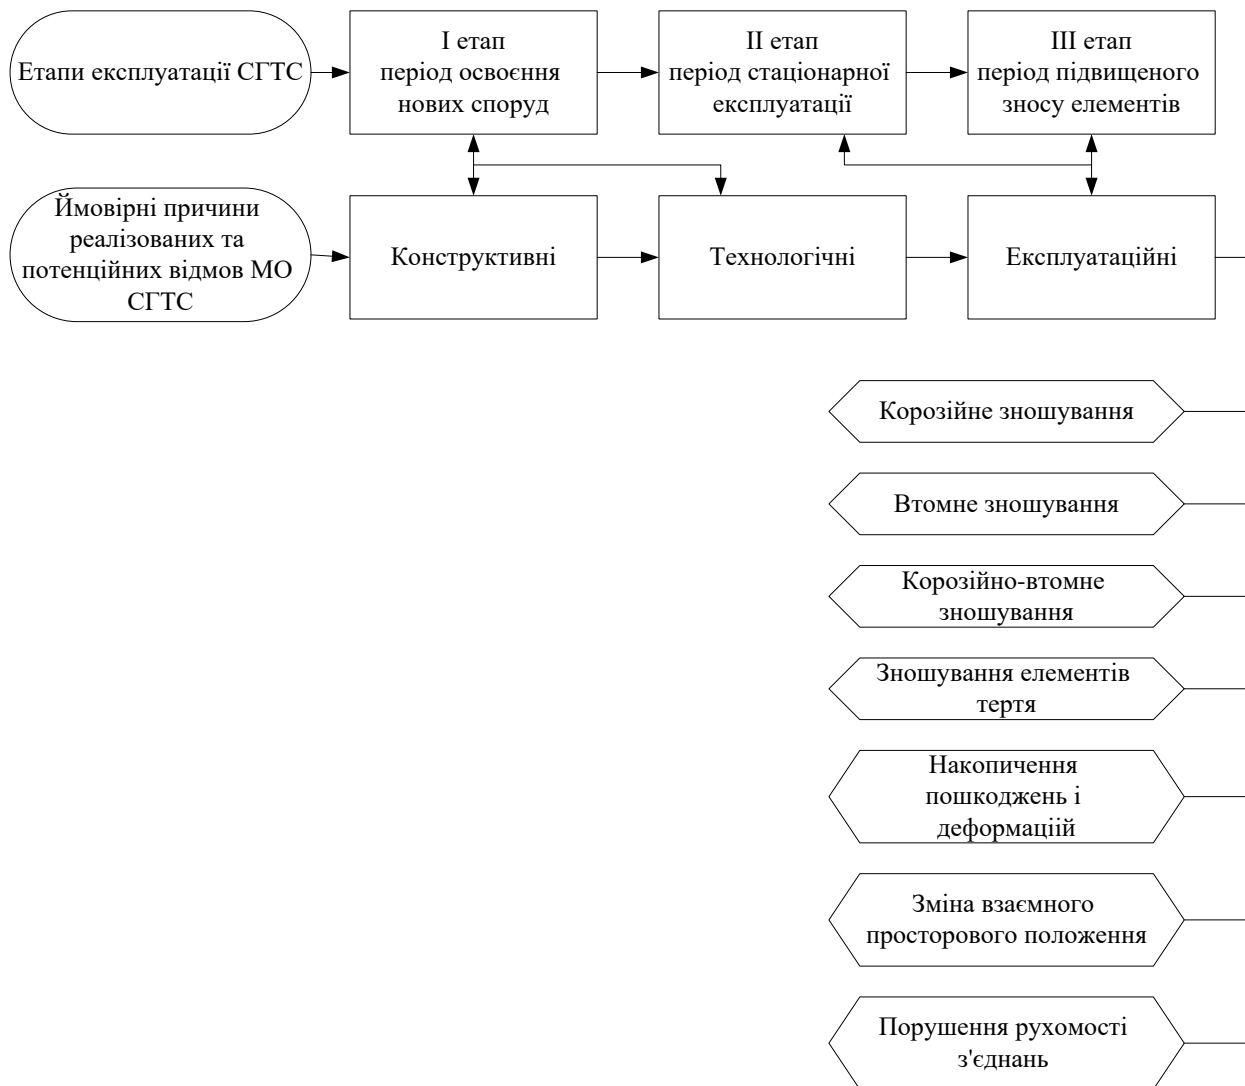 Етапи експлуатації СГТС
І етап
період освоєння
нових споруд
ІІ етап
період стаціонарної
експлуатації
ІІІ етап
період підвищеного
зносу елементів
Ймовірні причини
реалізованих та
потенційних відмов МО
СГТС
Конструктивні
Технологічні
Експлуатаційні
Корозійне зношування
Втомне зношування
Корозійно-втомне
зношування
Зношування елементів
тертя
Накопичення
пошкоджень і
деформаціій
Зміна взаємного
просторового положення
Порушення рухомості
з'єднань